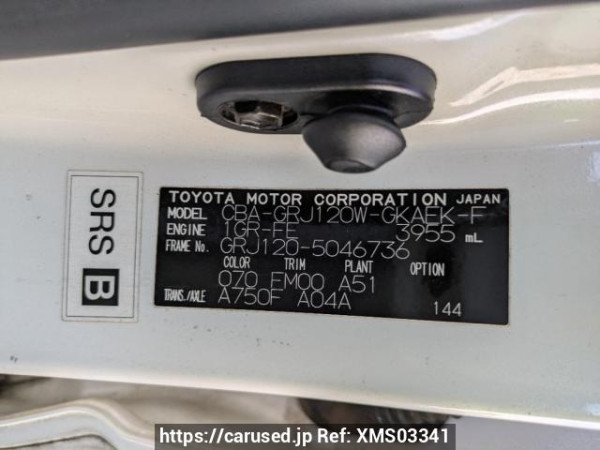 SRS B
TOYOTA MOTOR CORPORATION JAPAN
MODEL CBA-GRJ120W-GKAEK-F
ENGINE 1GR-FE 3955 mL
FRAME No. GRJ120-5046736
COLOR TRIM PLANT OPTION
070 FM00 A51
TRANS./AXLE A750F A04A 144
https://carused.jp Ref: XMS03341